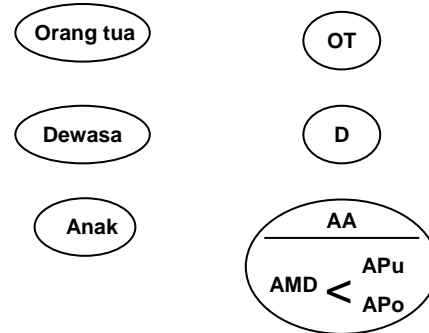 Orang tua
OT
Dewasa
D
Anak
AA
APu
AMD <
APo